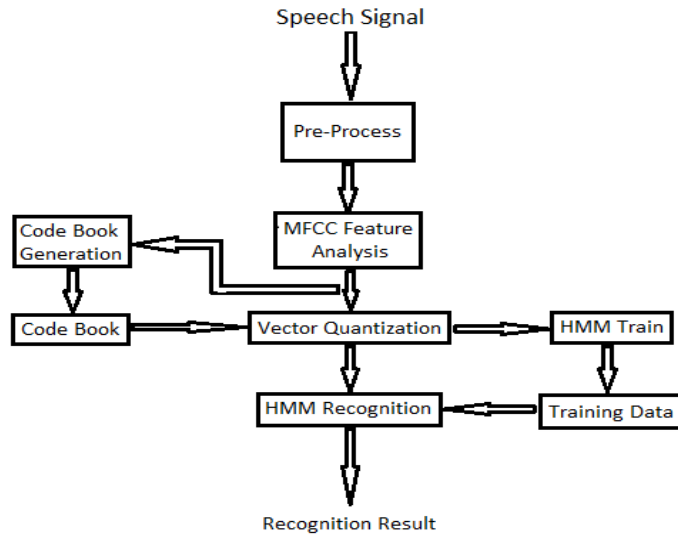 Speech Signal
Pre-Process
MFCC Feature
Analysis
Code Book
Generation
Code Book
Vector Quantization
HMM Train
HMM Recognition
Training Data
Recognition Result